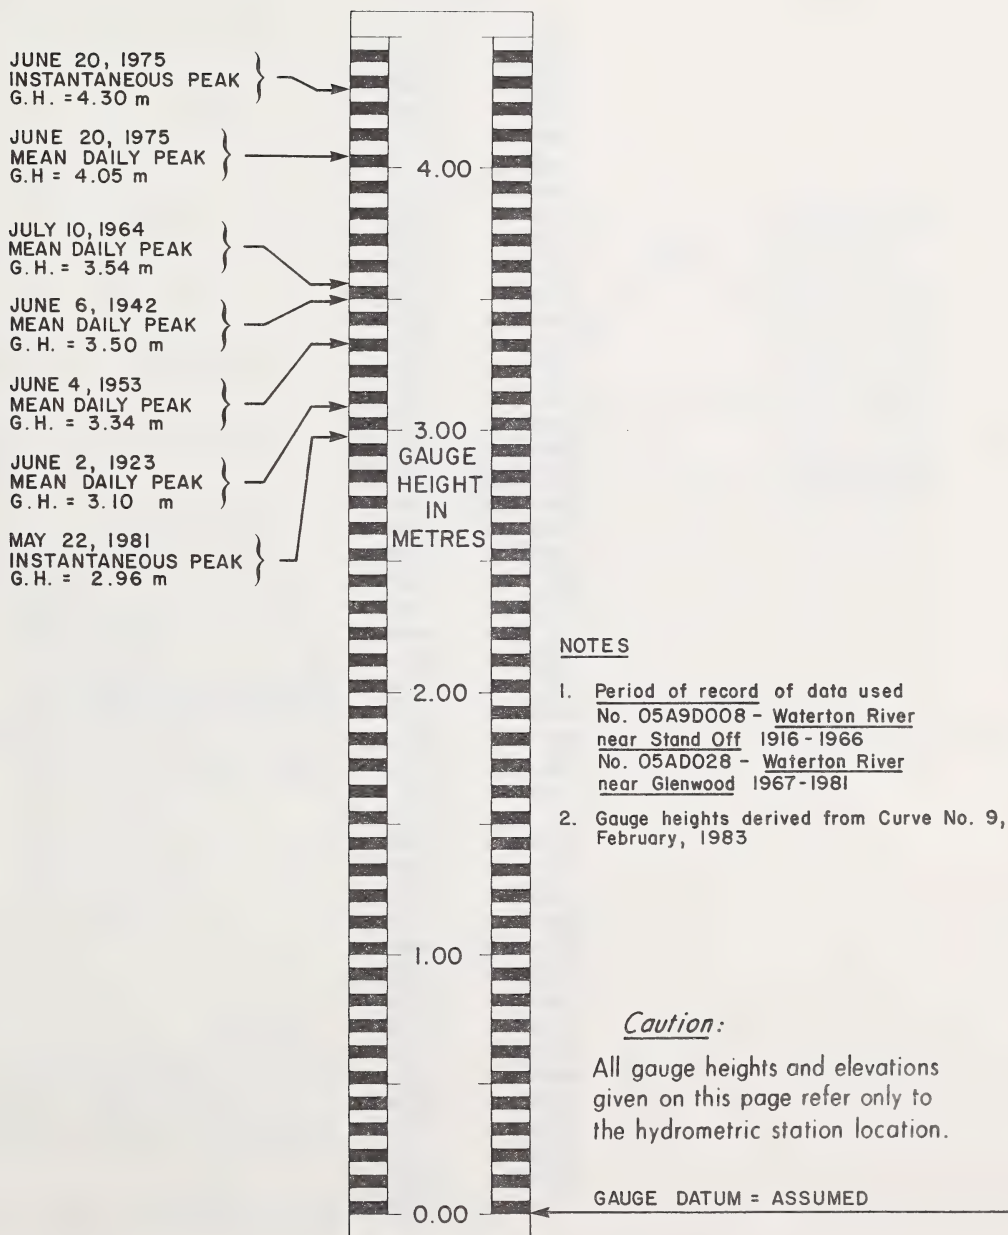 JUNE 20, 1975
INSTANTANEOUS PEAK
G.H. = 4.30 m
JUNE 20, 1975
MEAN DAILY PEAK
G.H = 4.05 m
JULY 10, 1964
MEAN DAILY PEAK
G.H. = 3.54 m
JUNE 6, 1942
MEAN DAILY PEAK
G.H. = 3.50 m
JUNE 4, 1953
MEAN DAILY PEAK
G.H. = 3.34 m
JUNE 2, 1923
MEAN DAILY PEAK
G.H. = 3.10 m
MAY 22, 1981
INSTANTANEOUS PEAK
G.H. = 2.96 m
4.00
3.00
GAUGE
HEIGHT
IN
METRES
2.00
1.00
0.00
NOTES
1. Period of record of data used
No. 05A9D008 - Waterton River
near Stand Off 1916 - 1966
No. 05AD028 - Waterton River
near Glenwood 1967-1981
2. Gauge heights derived from Curve No. 9,
February, 1983
Caution:
All gauge heights and elevations
given on this page refer only to
the hydrometric station location.
GAUGE DATUM = ASSUMED